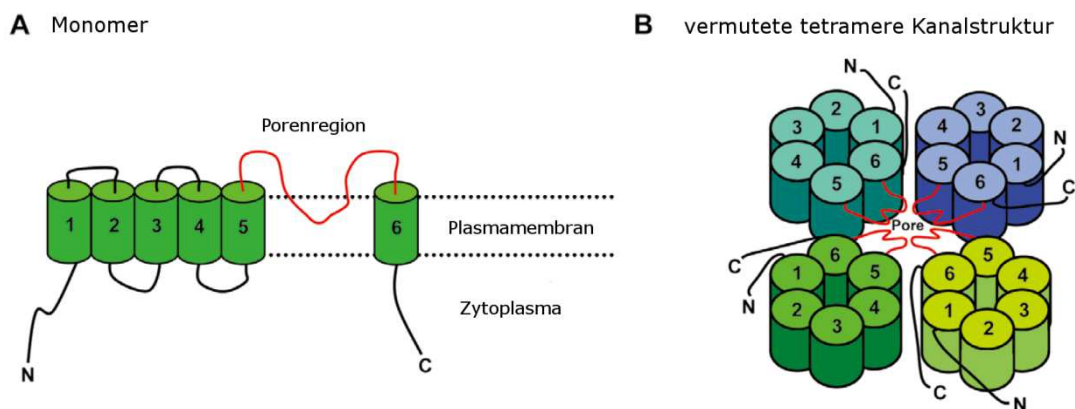 A Monomer
B vermutete tetramere Kanalstruktur
Porenregion
1 2 3 4 5 6
Plasmamembran
Zytoplasma
N
C
N
C
2
3 1
4 6
5
3
4 2
5 1
6
N
C
Pore
C
N
6
1 5
2 4
3
5
6 4
1 3
2
C
N